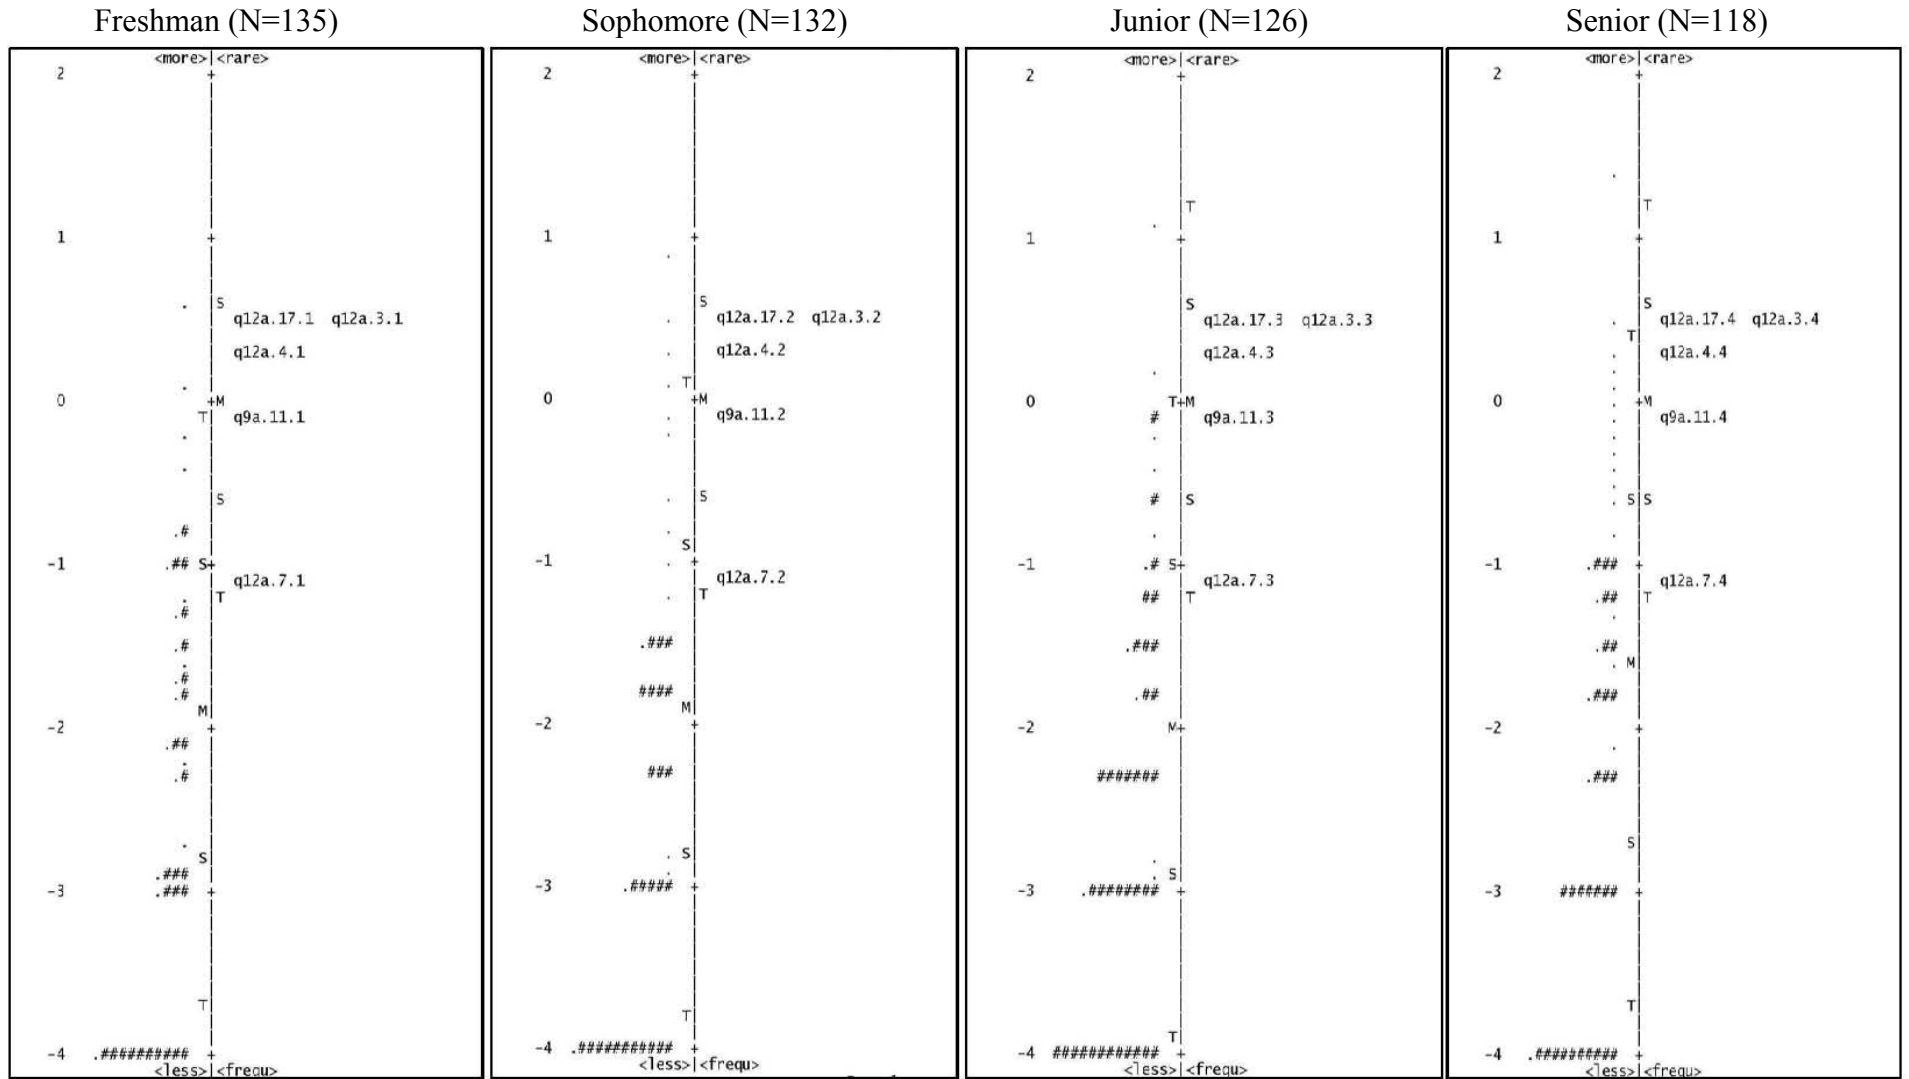 Freshman (N=135)
<more>|<rare>
2 +
1 +
. S
q12a.17.1 q12a.3.1
q12a.4.1
.
0 +M
T q9a.11.1
.
.
S
.#
-1 .## S+
q12a.7.1
. T
.#
.#
.
.#
.#
M
-2 +
.##
.
.#
.
S
.###
-3 .### +
T
-4 .########## +
<less>|<frequ>
Sophomore (N=132)
<more>|<rare>
2 +
1 +
.
S
. q12a.17.2 q12a.3.2
. q12a.4.2
. T
0 +M
. q9a.11.2
.
. S
.
S
-1 . +
q12a.7.2
. T
.###
####
M
-2 +
###
. S
.
-3 .##### +
T
-4 .########### +
<less>|<frequ>
Junior (N=126)
<more>|<rare>
2 +
T
.
1 +
S
q12a.17.3 q12a.3.3
q12a.4.3
.
0 T+M
# q9a.11.3
.
.
# S
.
-1 .# S+
q12a.7.3
## T
.###
.##
-2 M+
#######
.
. S
-3 .######## +
T
-4 ############ +
<less>|<frequ>
Senior (N=118)
<more>|<rare>
2 +
.
T
1 +
S
. q12a.17.4 q12a.3.4
T
. q12a.4.4
.
.
0 . +M
. q9a.11.4
.
.
.
.
. S S
.
-1 .### +
q12a.7.4
.## T
.
.##
. M
.###
-2 +
.
.###
S
-3 ####### +
T
-4 .########## +
<less>|<frequ>